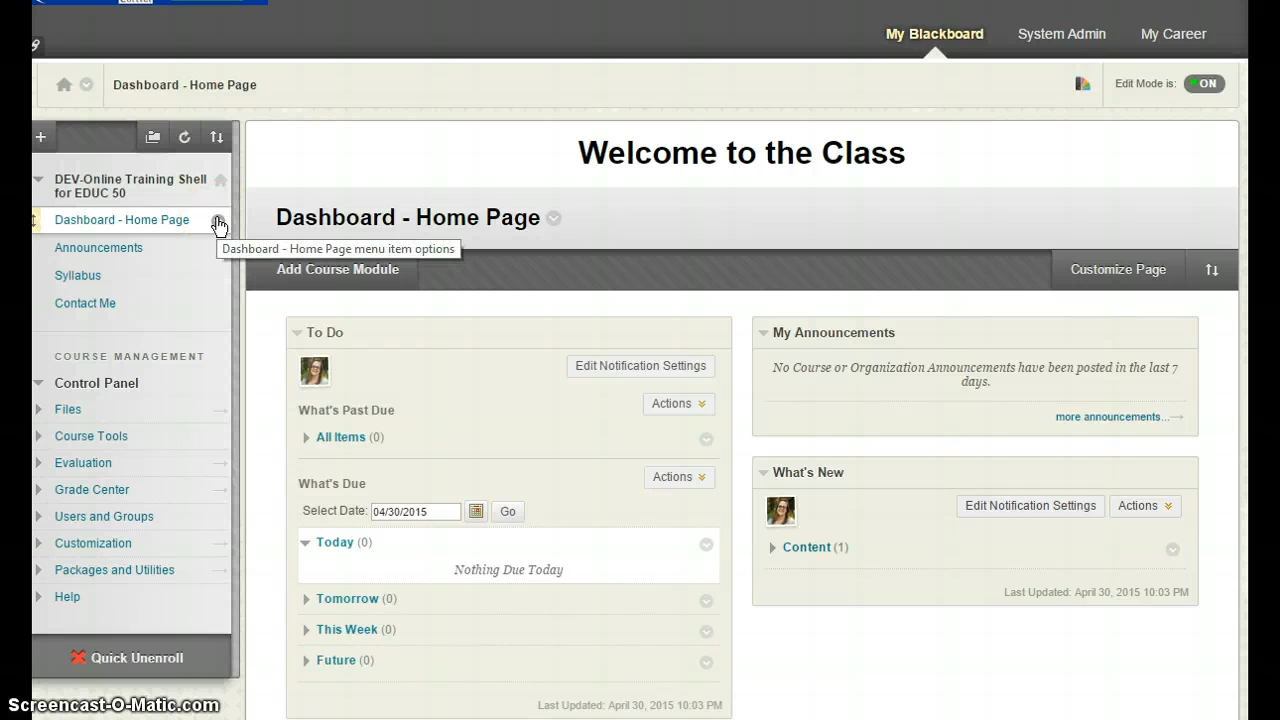 My Blackboard
System Admin
My Career
Dashboard - Home Page
Edit Mode is:
ON
DEV-Online Training Shell
for EDUC 50
Dashboard - Home Page
Announcements
Syllabus
Contact Me
COURSE MANAGEMENT
Control Panel
Files
Course Tools
Evaluation
Grade Center
Users and Groups
Customization
Packages and Utilities
Help
Quick Unenroll
Dashboard - Home Page menu item options
Welcome to the Class
Dashboard - Home Page
Add Course Module
Customize Page
To Do
Edit Notification Settings
What's Past Due
Actions
All Items (0)
What's Due
Actions
Select Date: 04/30/2015 Go
Today (0)
Nothing Due Today
Tomorrow (0)
This Week (0)
Future (0)
Last Updated: April 30, 2015 10:03 PM
My Announcements
No Course or Organization Announcements have been posted in the last 7
days.
more announcements...
What's New
Edit Notification Settings
Actions
Content (1)
Last Updated: April 30, 2015 10:03 PM
Screencast-O-Matic.com